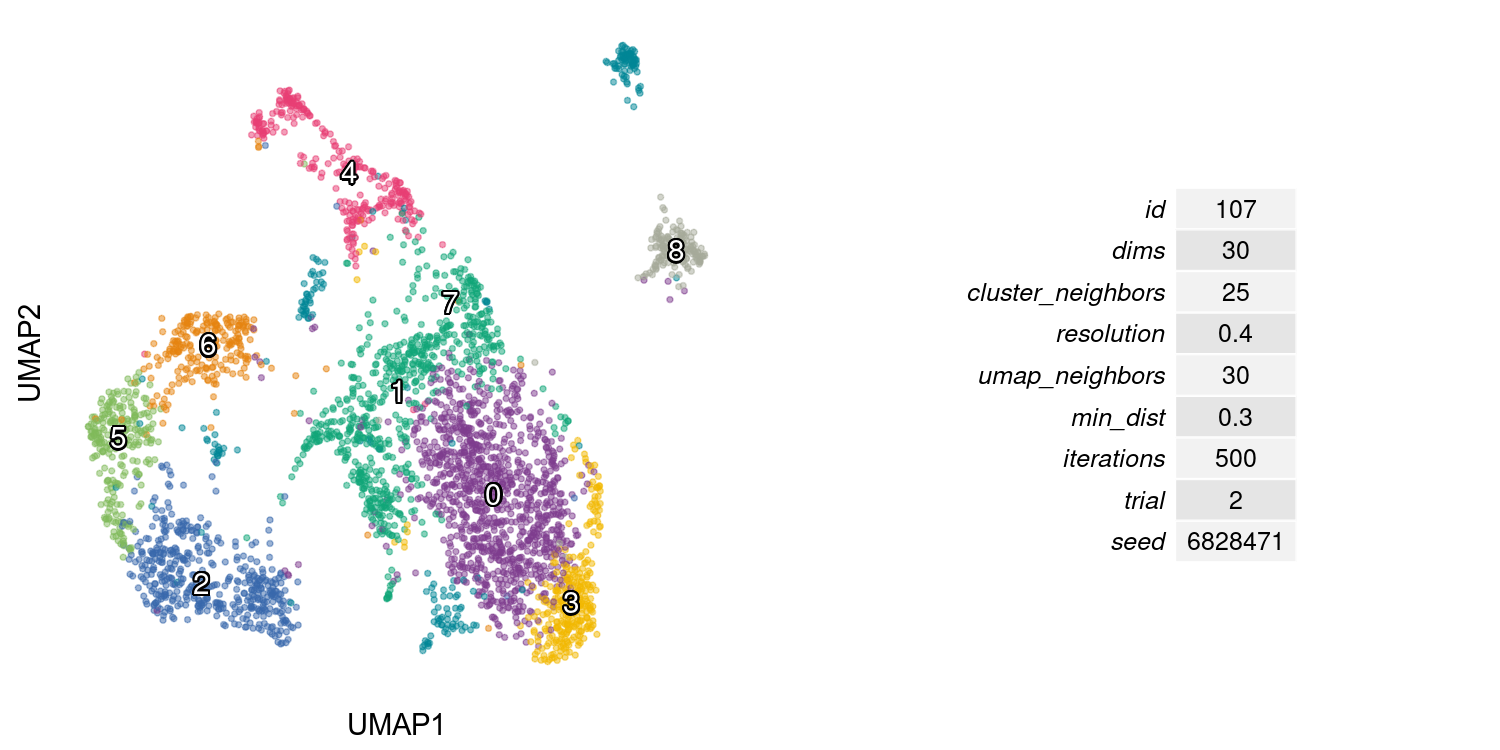 4
8
7
6
1
5
0
2
3
UMAP1
UMAP2
id 107
dims 30
cluster_neighbors 25
resolution 0.4
umap_neighbors 30
min_dist 0.3
iterations 500
trial 2
seed 6828471